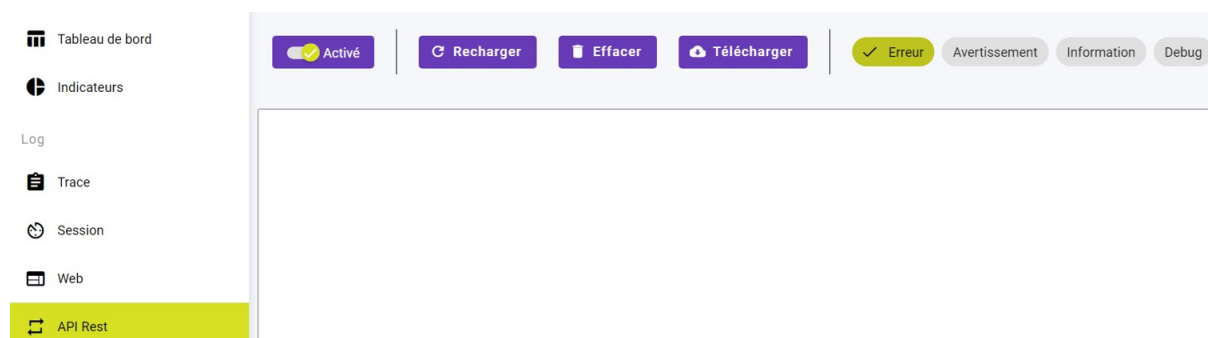 Tableau de bord
Indicateurs
Log
Trace
Session
Web
API Rest
Activé
Recharger
Effacer
Télécharger
Erreur
Avertissement
Information
Debug